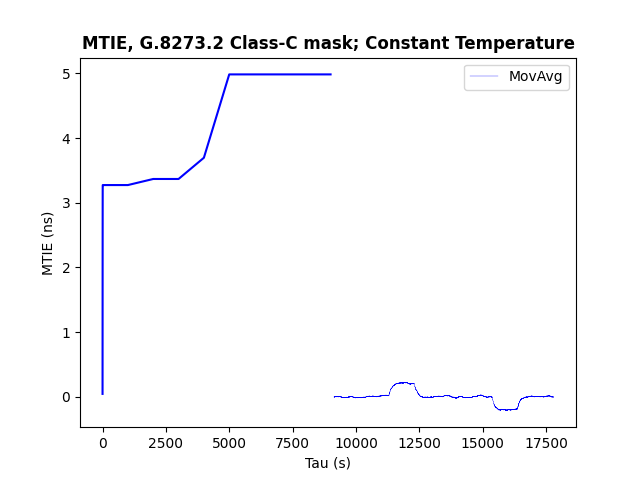 MTIE, G.8273.2 Class-C mask; Constant Temperature
MovAvg
5
4
3
2
1
0
MTIE (ns)
0 2500 5000 7500 10000 12500 15000 17500
Tau (s)